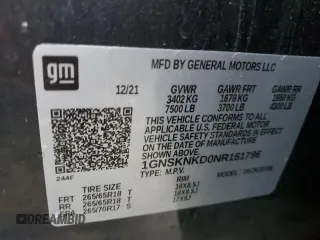 gm
MFD BY GENERAL MOTORS LLC
12/21 GVWR GAWR FRT GAWR RR
3402 KG 1678 KG
7500 LB 3700 LB
THIS VEHICLE CONFORMS TO ALL
APPLICABLE U.S. FEDERAL MOTOR
VEHICLE SAFETY STANDARDS IN
EFFECT ON THE DATE OF
MANUFACTURE SHOWN ABOVE.
1GNSKNKD0NR161796
TYPE: M.P.V.
244F
TIRE SIZE RIM
FRT 265/65R18 T 18X8.5J
RR 265/65R18 T 18X8.5J
265/70R17 S 17X8J